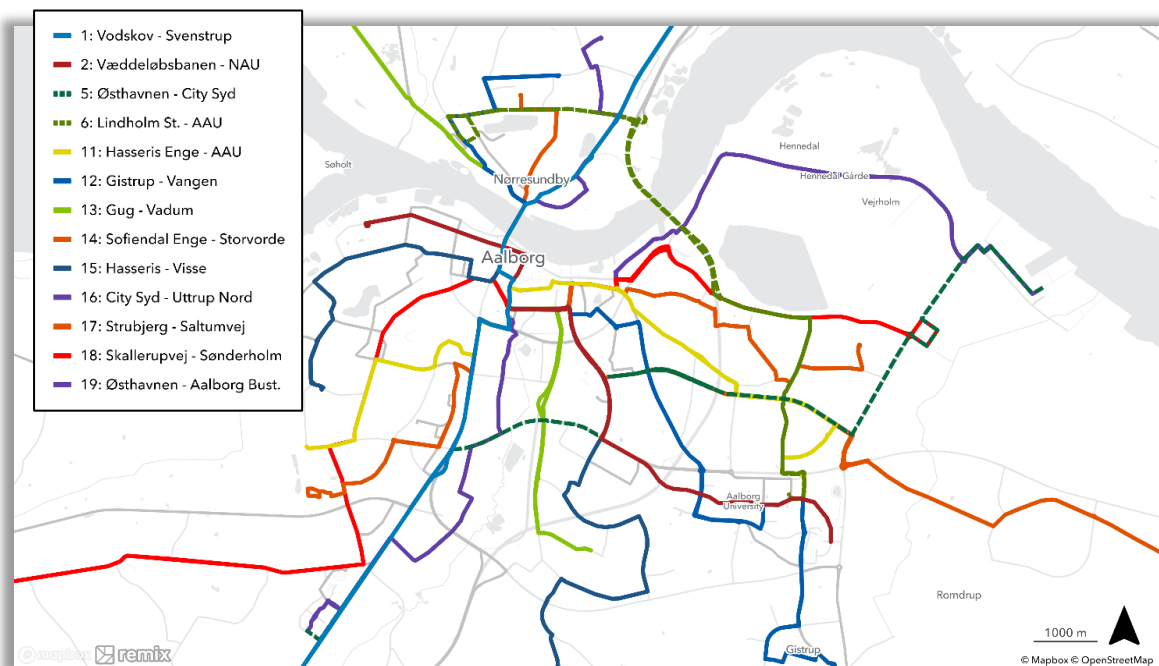 1: Vodskov - Svenstrup
2: Væddeløbsbanen - NAU
5: Østhavnen - City Syd
6: Lindholm St. - AAU
11: Hasseris Enge - AAU
12: Gistrup - Vangen
13: Gug - Vadum
14: Sofiendal Enge - Storvorde
15: Hasseris - Visse
16: City Syd - Uttrup Nord
17: Strubjerg - Saltumvej
18: Skallerupvej - Sønderholm
19: Østhavnen - Aalborg Bust.
Hennedal
Søholt
Nørresundby
Hennedal Gårde
Vejrholm
Aalborg
Aalborg
University
Romdrup
1000 m
Gistrup
mapbox remix
© Mapbox © OpenStreetMap